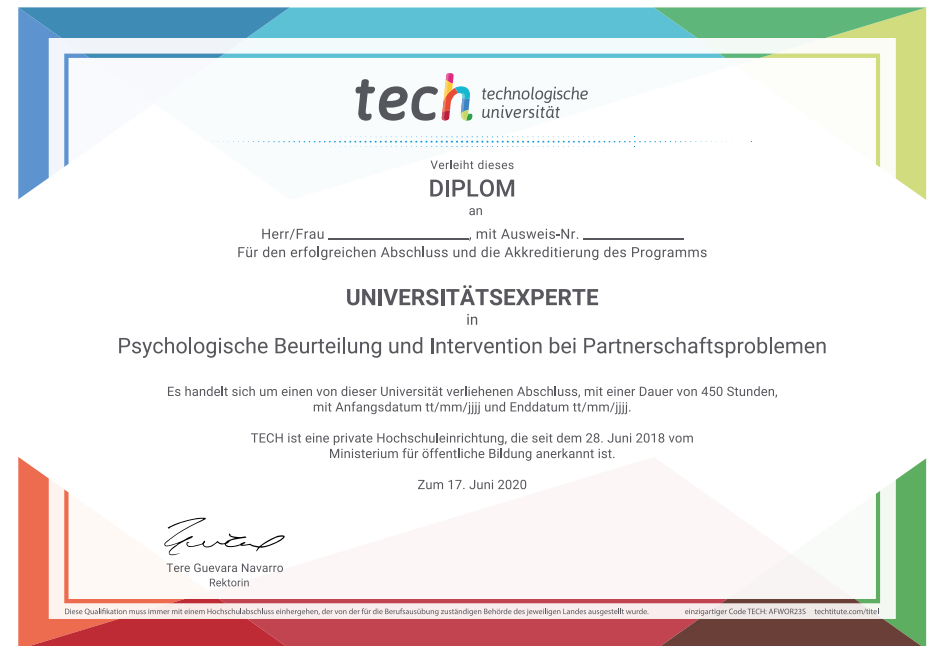 tech technologische
universität
Verleiht dieses
DIPLOM
an
Herr/Frau ____________, mit Ausweis-Nr. ____________
Für den erfolgreichen Abschluss und die Akkreditierung des Programms
UNIVERSITÄTSEXPERTE
in
Psychologische Beurteilung und Intervention bei Partnerschaftsproblemen
Es handelt sich um einen von dieser Universität verliehenen Abschluss, mit einer Dauer von 450 Stunden,
mit Anfangsdatum tt/mm/jjjj und Enddatum tt/mm/jjjj.
TECH ist eine private Hochschuleinrichtung, die seit dem 28. Juni 2018 vom
Ministerium für öffentliche Bildung anerkannt ist.
Zum 17. Juni 2020
Tere Guevara Navarro
Rektorin
Diese Qualifikation muss immer mit einem Hochschulabschluss einhergehen, der von der für die Berufsausübung zuständigen Behörde des jeweiligen Landes ausgestellt wurde. einzigartiger Code TECH: AFWOR23S techtitute.com/titel